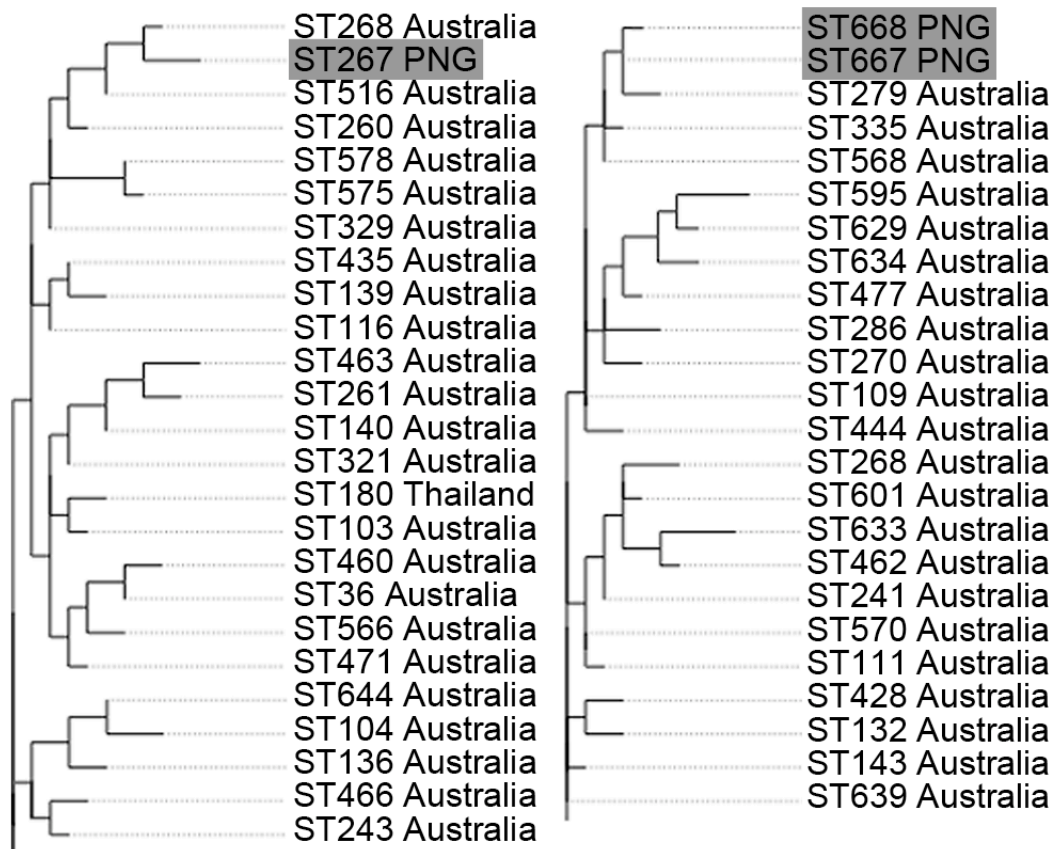 ST268 Australia
ST267 PNG
ST516 Australia
ST260 Australia
ST578 Australia
ST575 Australia
ST329 Australia
ST435 Australia
ST139 Australia
ST116 Australia
ST463 Australia
ST261 Australia
ST140 Australia
ST321 Australia
ST180 Thailand
ST103 Australia
ST460 Australia
ST36 Australia
ST566 Australia
ST471 Australia
ST644 Australia
ST104 Australia
ST136 Australia
ST466 Australia
ST243 Australia
ST668 PNG
ST667 PNG
ST279 Australia
ST335 Australia
ST568 Australia
ST595 Australia
ST629 Australia
ST634 Australia
ST477 Australia
ST286 Australia
ST270 Australia
ST109 Australia
ST444 Australia
ST268 Australia
ST601 Australia
ST633 Australia
ST462 Australia
ST241 Australia
ST570 Australia
ST111 Australia
ST428 Australia
ST132 Australia
ST143 Australia
ST639 Australia